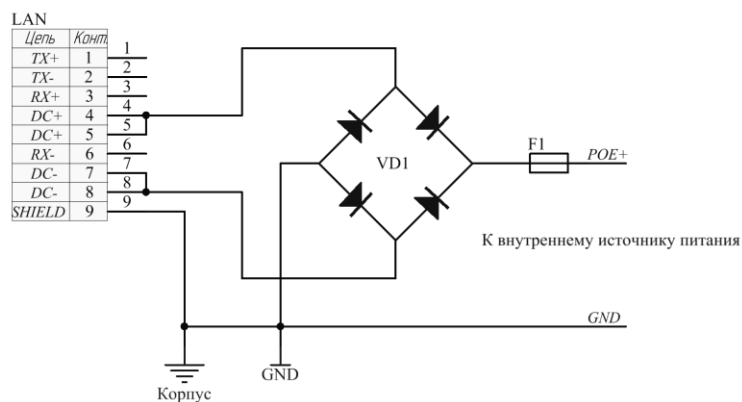 LAN
Цепь Конт.
TX+ 1 1
TX- 2 2
RX+ 3 3
DC+ 4 4
DC+ 5 5
RX- 6 6
DC- 7 7
DC- 8 8
SHIELD 9 9
VD1
F1
POE+
К внутреннему источнику питания
GND
GND
Корпус